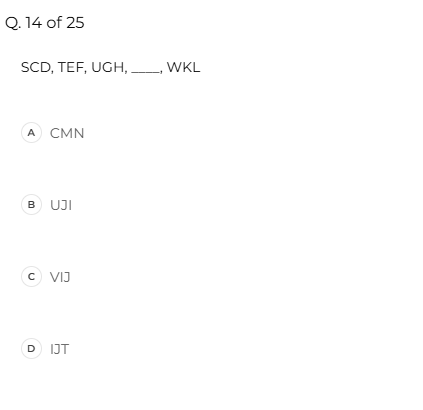 Q. 14 of 25
SCD, TEF, UGH, ____, WKL
A CMN
B UJI
C VIJ
D IJT